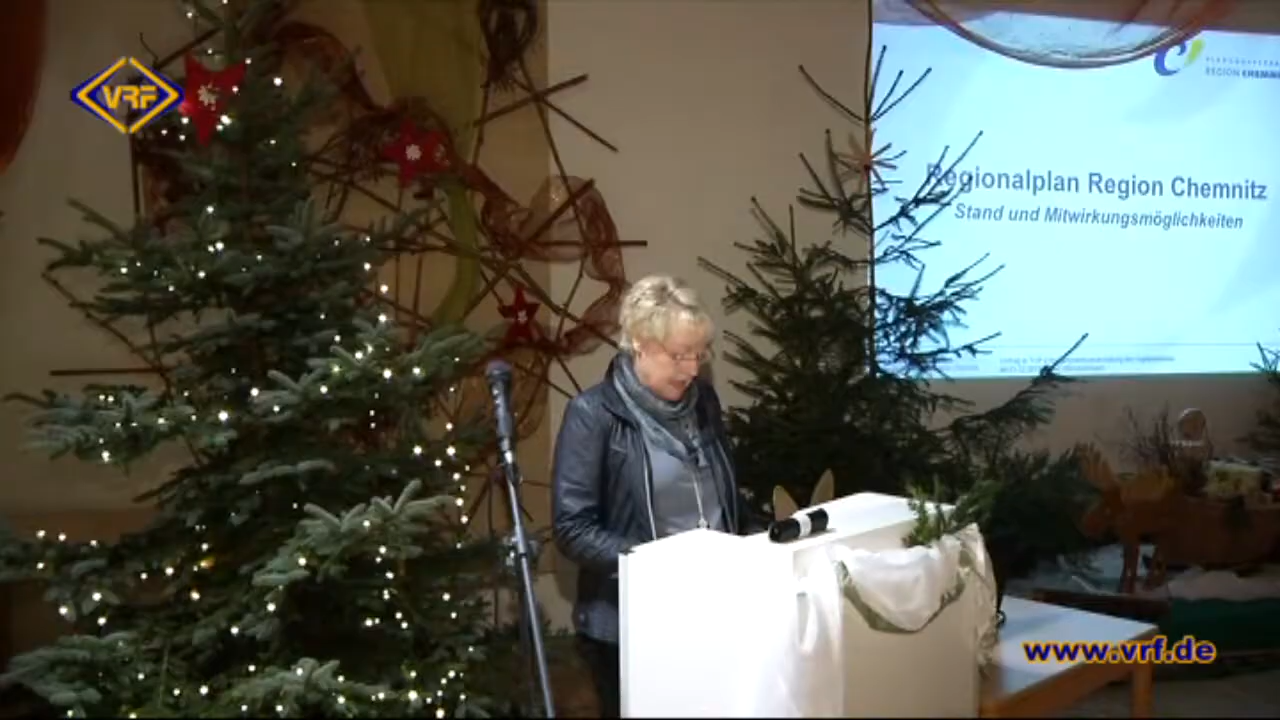 VRF
REGION CHEMNITZ
Regionalplan Region Chemnitz
Stand und Mitwirkungsmöglichkeiten
www.vrf.de